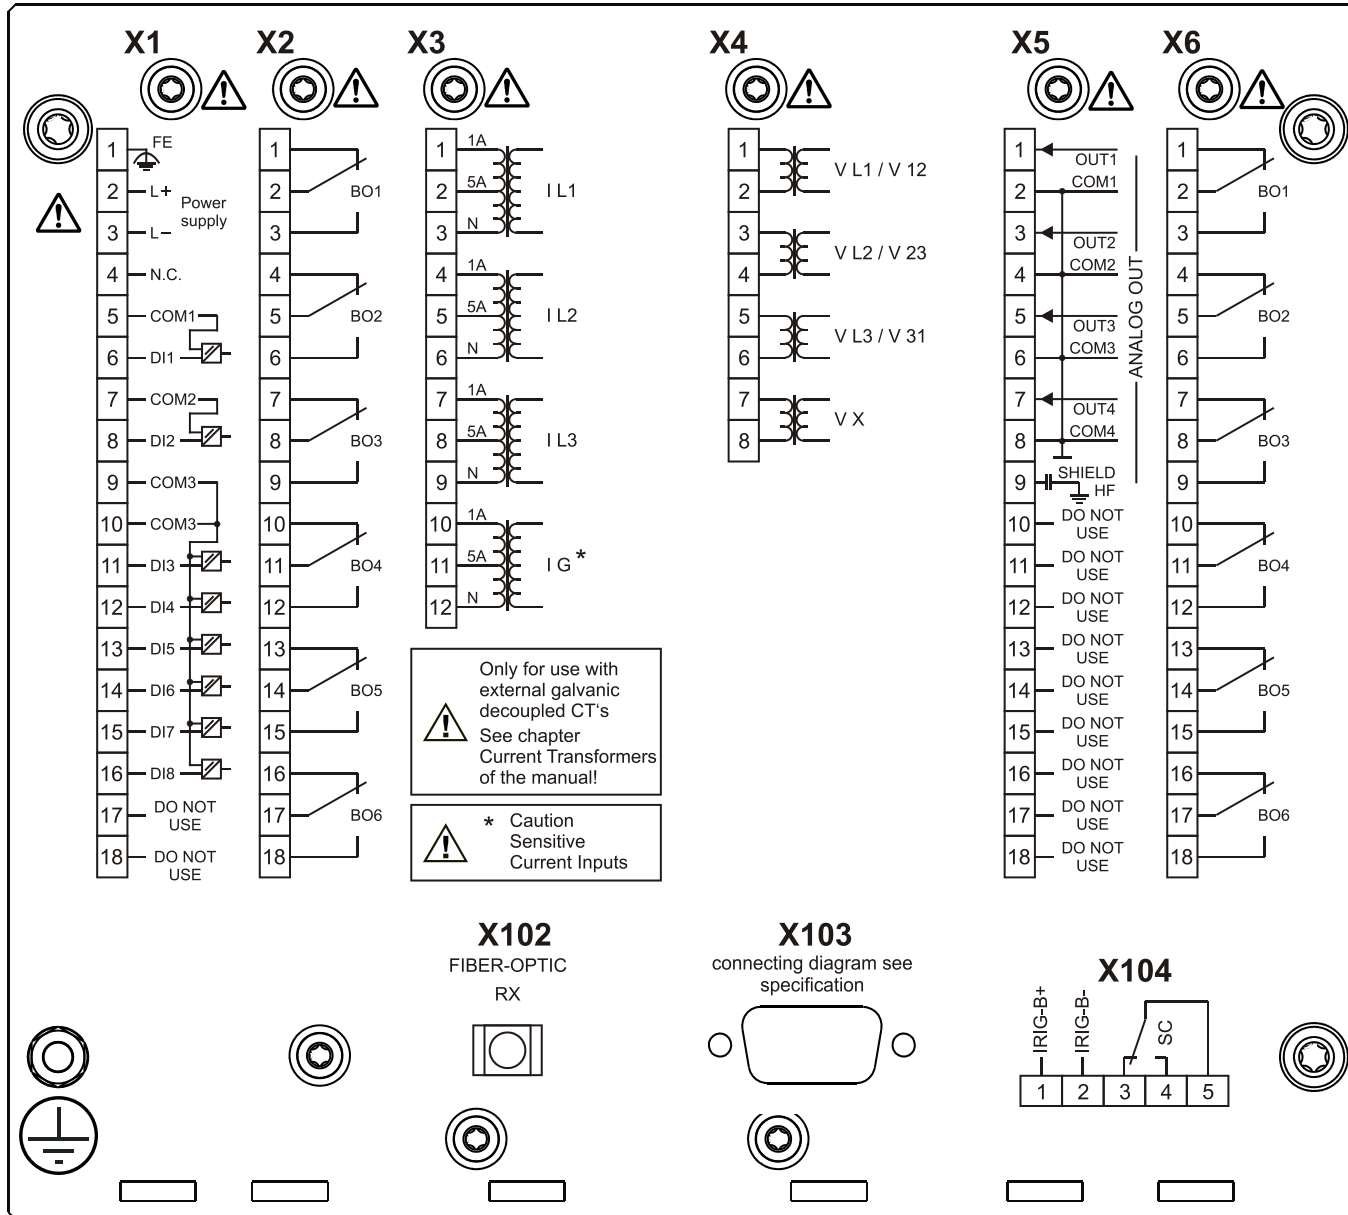 X1
X2
X3
X4
X5
X6
1 FE
2 L+
3 L–
Power
supply
4 N.C.
5 COM1
6 DI1
7 COM2
8 DI2
9 COM3
10 COM3
11 DI3
12 DI4
13 DI5
14 DI6
15 DI7
16 DI8
17 DO NOT
USE
18 DO NOT
USE
1
2 BO1
3
4
5 BO2
6
7
8 BO3
9
10
11 BO4
12
13
14 BO5
15
16
17 BO6
18
1 1A
2 5A I L1
3 N
4 1A
5 5A I L2
6 N
7 1A
8 5A I L3
9 N
10 1A
11 5A I G *
12 N
Only for use with
external galvanic
decoupled CT's
See chapter
Current Transformers
of the manual!
* Caution
Sensitive
Current Inputs
1
V L1 / V 12
2
3
V L2 / V 23
4
5
V L3 / V 31
6
7
V X
8
1 OUT1
2 COM1
3 OUT2
4 COM2
5 OUT3
6 COM3
7 OUT4
8 COM4
ANALOG OUT
9 SHIELD
HF
10 DO NOT
USE
11 DO NOT
USE
12 DO NOT
USE
13 DO NOT
USE
14 DO NOT
USE
15 DO NOT
USE
16 DO NOT
USE
17 DO NOT
USE
18 DO NOT
USE
1
2 BO1
3
4
5 BO2
6
7
8 BO3
9
10
11 BO4
12
13
14 BO5
15
16
17 BO6
18
X102
FIBER-OPTIC
RX
X103
connecting diagram see
specification
X104
IRIG-B+
IRIG-B-
SC
1 2 3 4 5